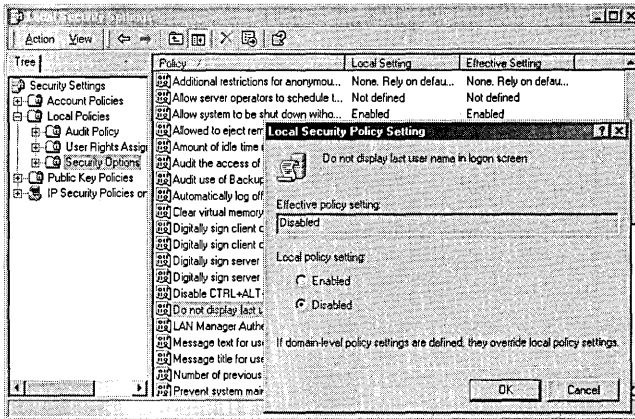 Local Security Settings
Action View
Tree
Security Settings
Account Policies
Local Policies
Audit Policy
User Rights Assign
Security Options
Public Key Policies
IP Security Policies or
Policy Local Setting Effective Setting
Additional restrictions for anonymou... None. Rely on defau... None. Rely on defau...
Allow server operators to schedule t... Not defined Not defined
Allow system to be shut down witho... Enabled Enabled
Allowed to eject rem
Amount of idle time
Audit the access of
Audit use of Backup
Automatically log off
Clear virtual memory
Digitally sign client c
Digitally sign client c
Digitally sign server
Digitally sign server
Disable CTRL+ALT+
Do not display last u
LAN Manager Authe
Message text for use
Message title for use
Number of previous
Prevent system main
Local Security Policy Setting
Do not display last user name in logon screen
Effective policy setting:
Disabled
Local policy setting:
Enabled
Disabled
If domain-level policy settings are defined, they override local policy settings.
OK Cancel